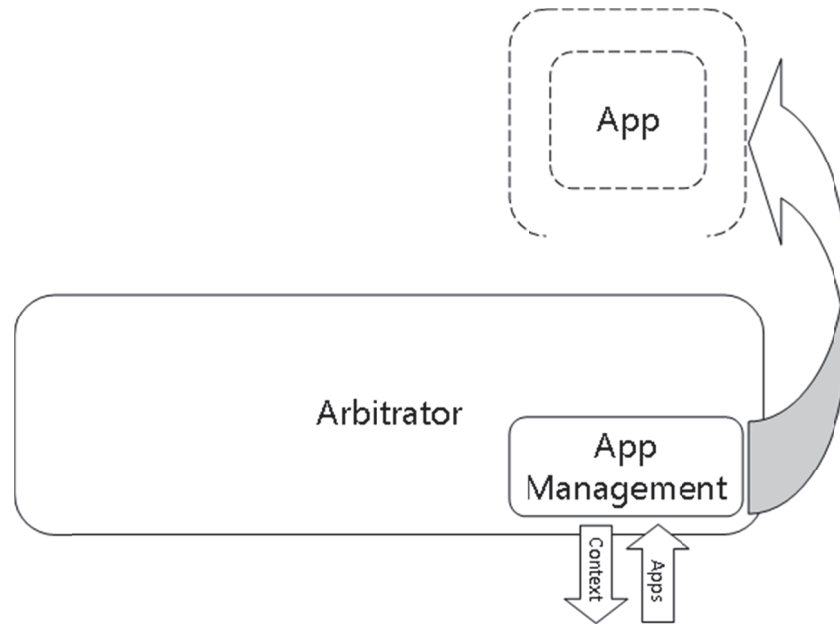 App
Arbitrator
App
Management
Context
Apps